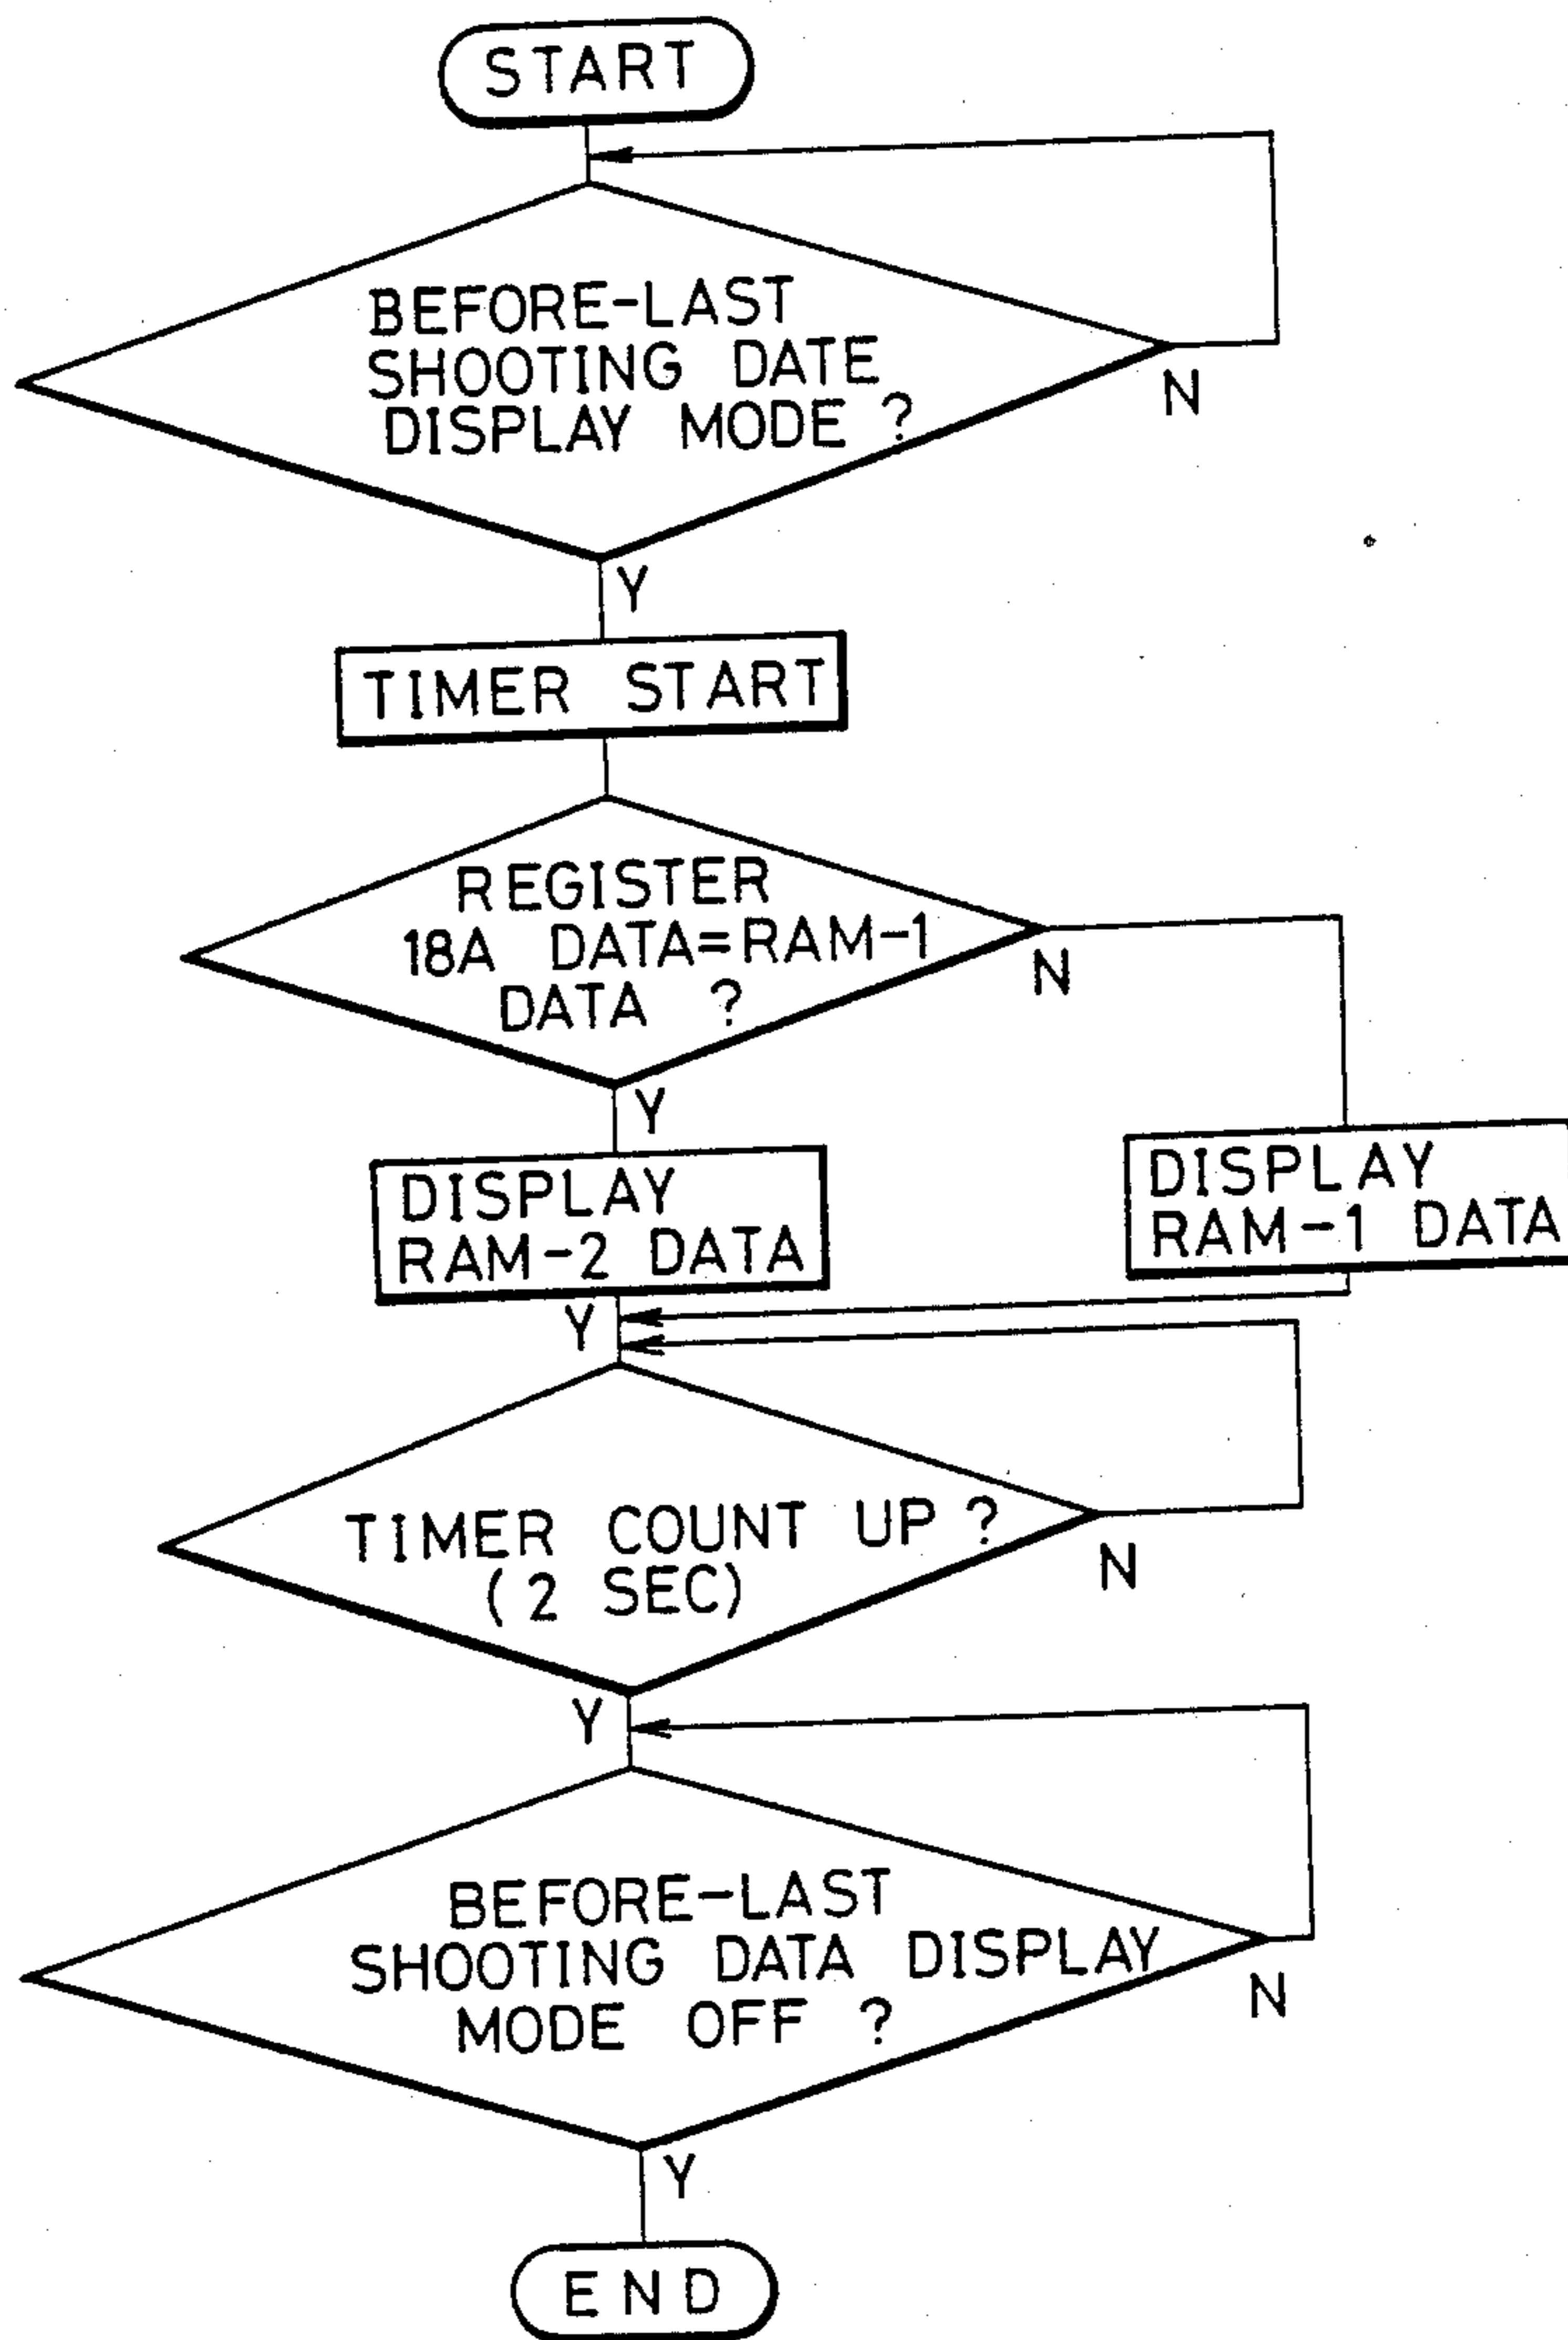 START
BEFORE-LAST
SHOOTING DATE
DISPLAY MODE ?
N
Y
TIMER START
REGISTER
18A DATA=RAM-1
DATA ?
N
Y
DISPLAY
RAM-2 DATA
DISPLAY
RAM-1 DATA
Y
TIMER COUNT UP ?
(2 SEC)
N
Y
BEFORE-LAST
SHOOTING DATA DISPLAY
MODE OFF ?
N
Y
END